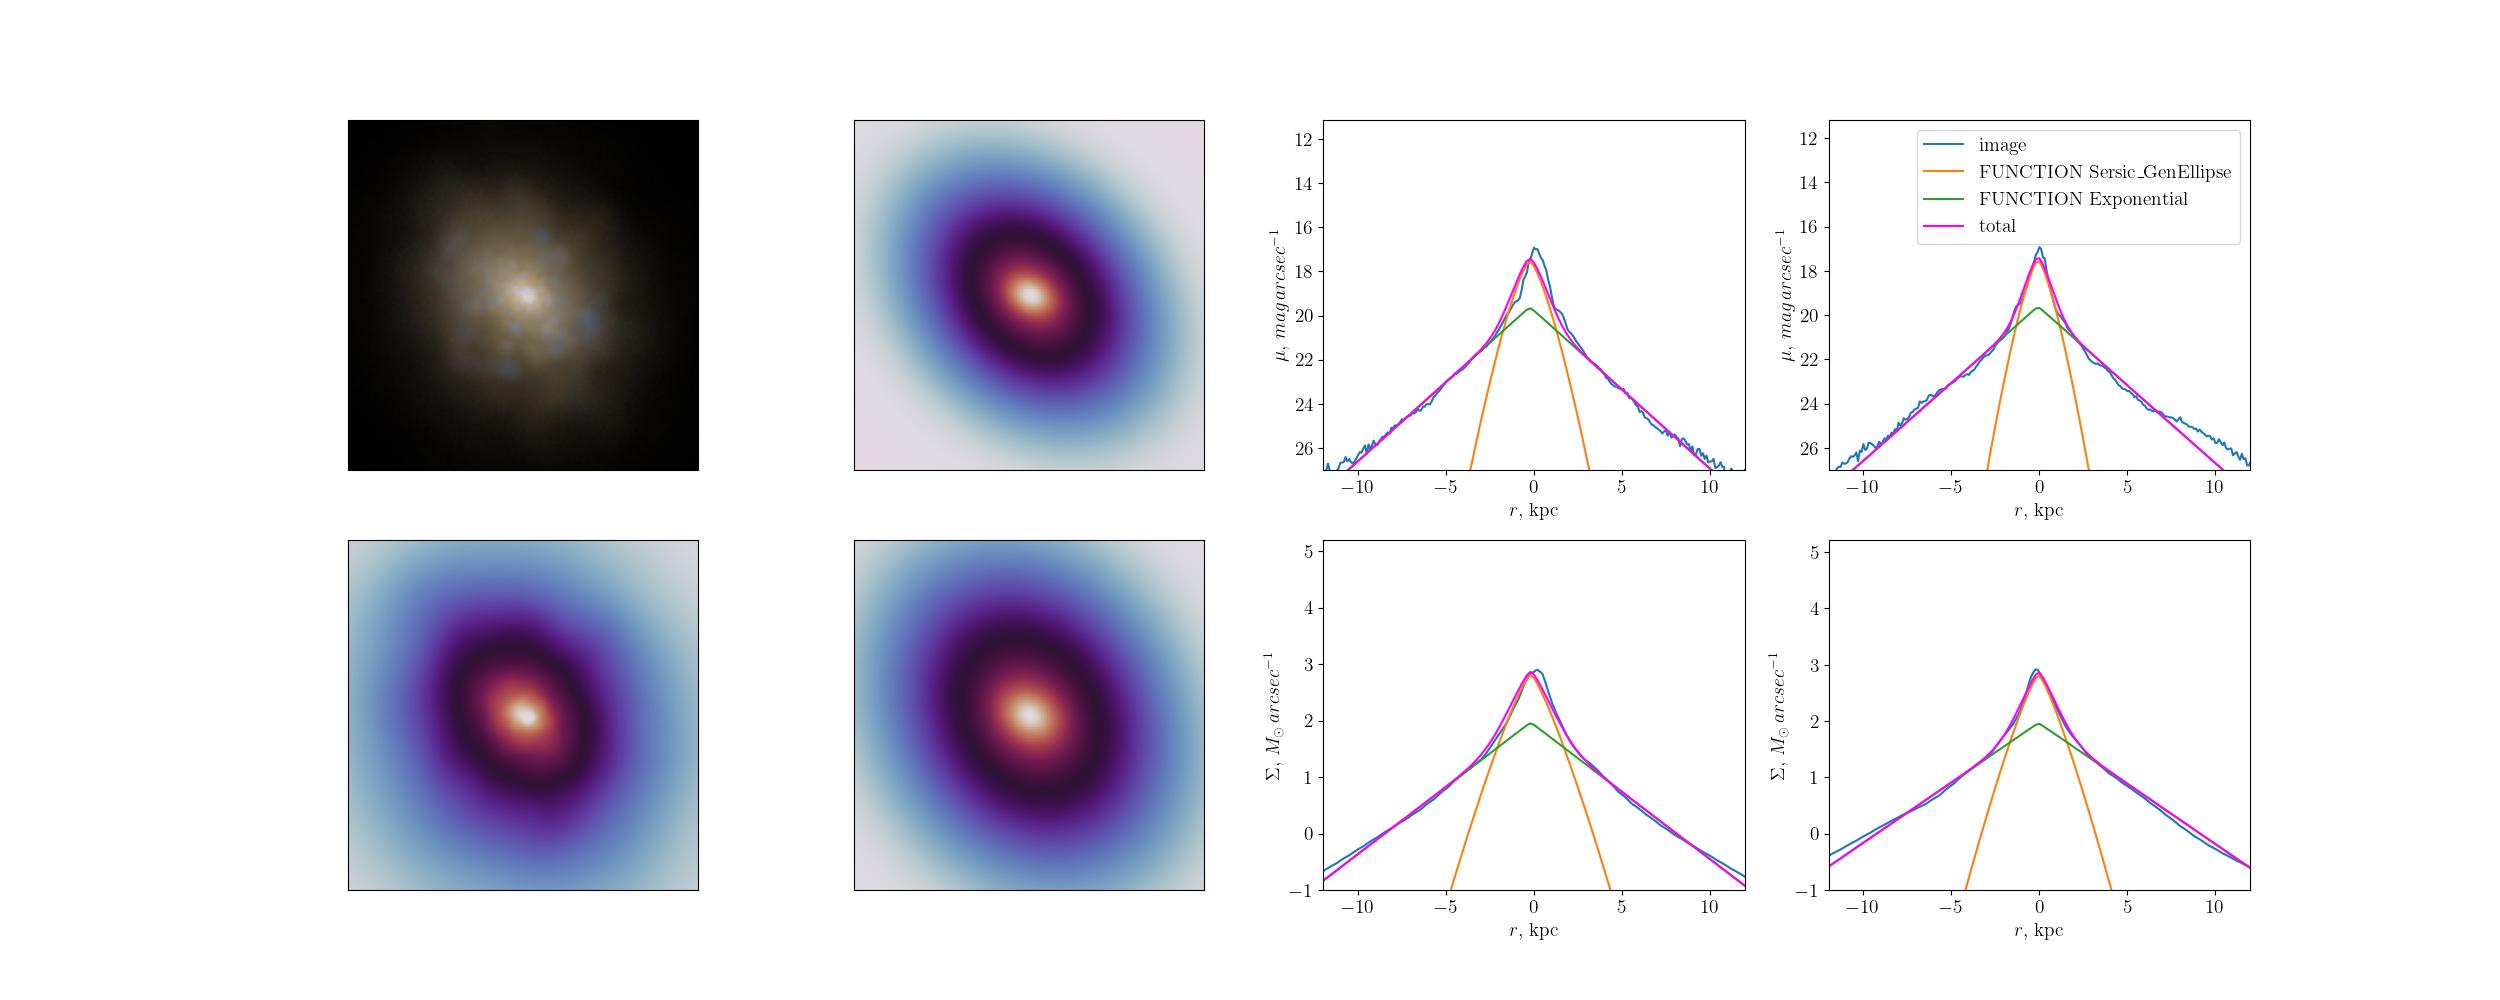 12
14
16
18
20
22
24
26
μ, mag arcsec⁻¹
−10 −5 0 5 10
r, kpc
12
14
16
18
20
22
24
26
μ, mag arcsec⁻¹
image
FUNCTION Sersic_GenEllipse
FUNCTION Exponential
total
−10 −5 0 5 10
r, kpc
5
4
3
2
1
0
−1
Σ, M⊙ arcsec⁻¹
−10 −5 0 5 10
r, kpc
5
4
3
2
1
0
−1
Σ, M⊙ arcsec⁻¹
−10 −5 0 5 10
r, kpc